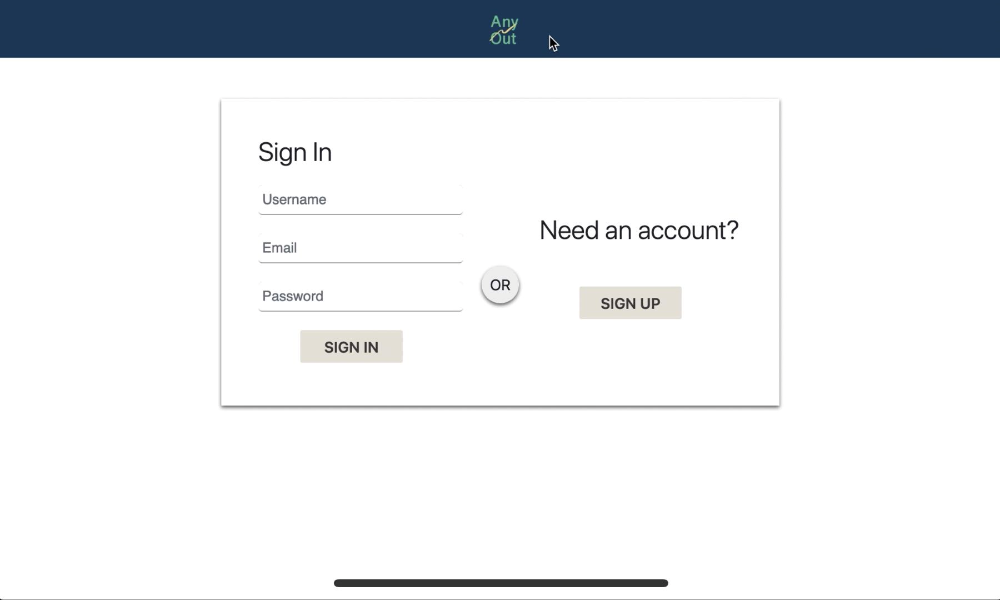 Any
Out
Sign In
Username
Email
Password
SIGN IN
OR
Need an account?
SIGN UP